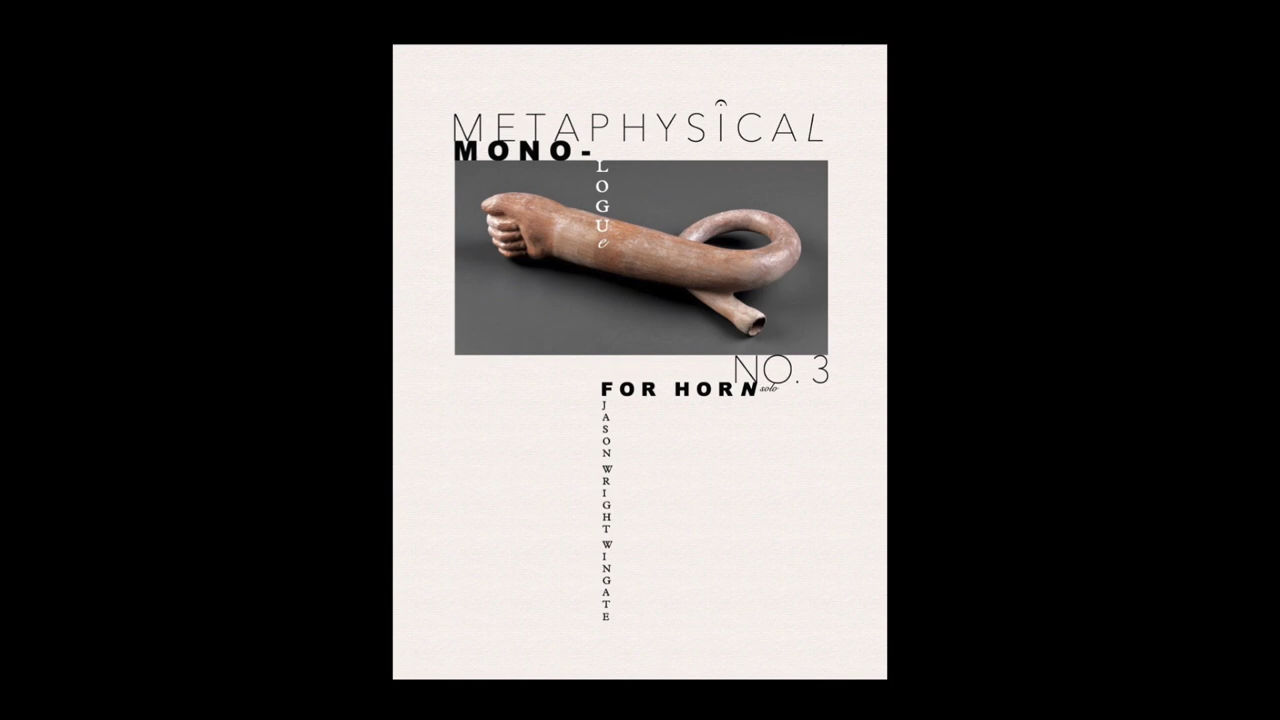 METAPHYSICAL
MONO-
LOGUe
NO. 3
FOR HORN solo
JASON WRIGHT WINGATE